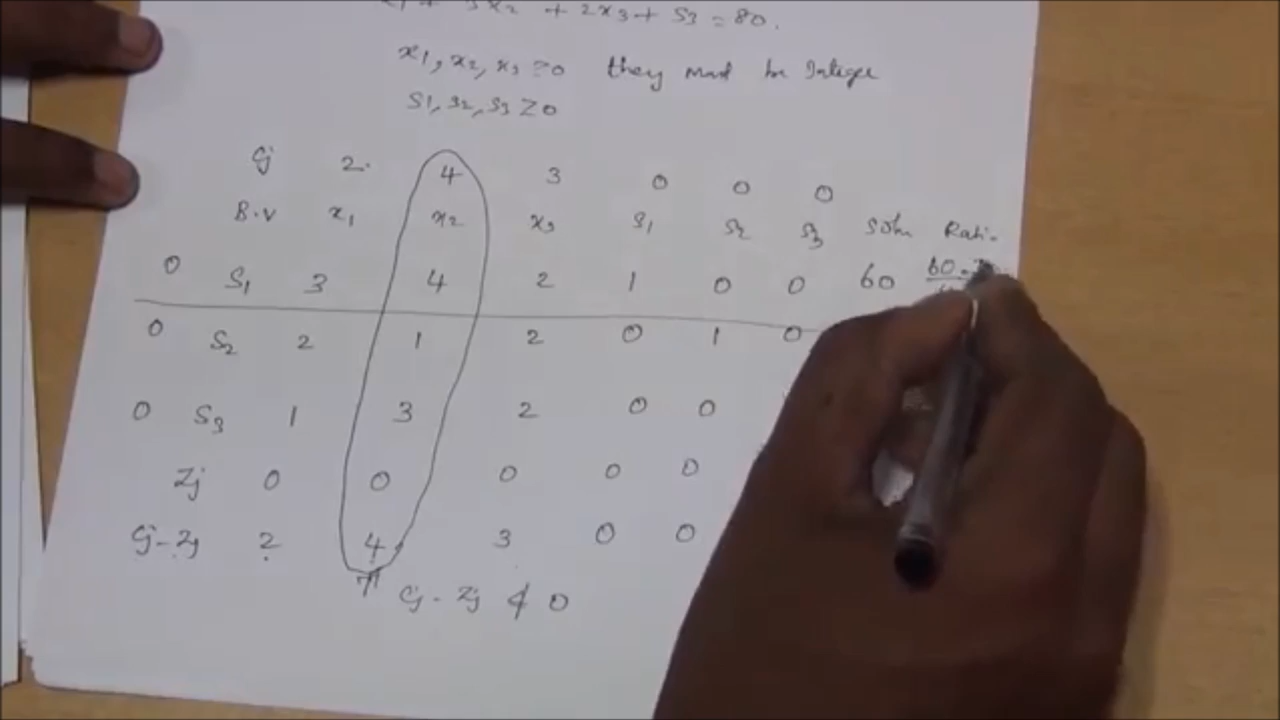 + 3x2 + 2x3 + S3 = 80.
x1, x2, x3 ≥0 they must be Integer
S1, S2, S3 ≥0
Cj 2 4 3 0 0 0
B.V x1 x2 x3 S1 S2 S3 Soln Ratio
0 S1 3 4 2 1 0 0 60 60
0 S2 2 1 2 0 1 0
0 S3 1 3 2 0 0
Zj 0 0 0 0 0
Cj - Zj 2 4 3 0 0
↑ Cj - Zj ≮ 0